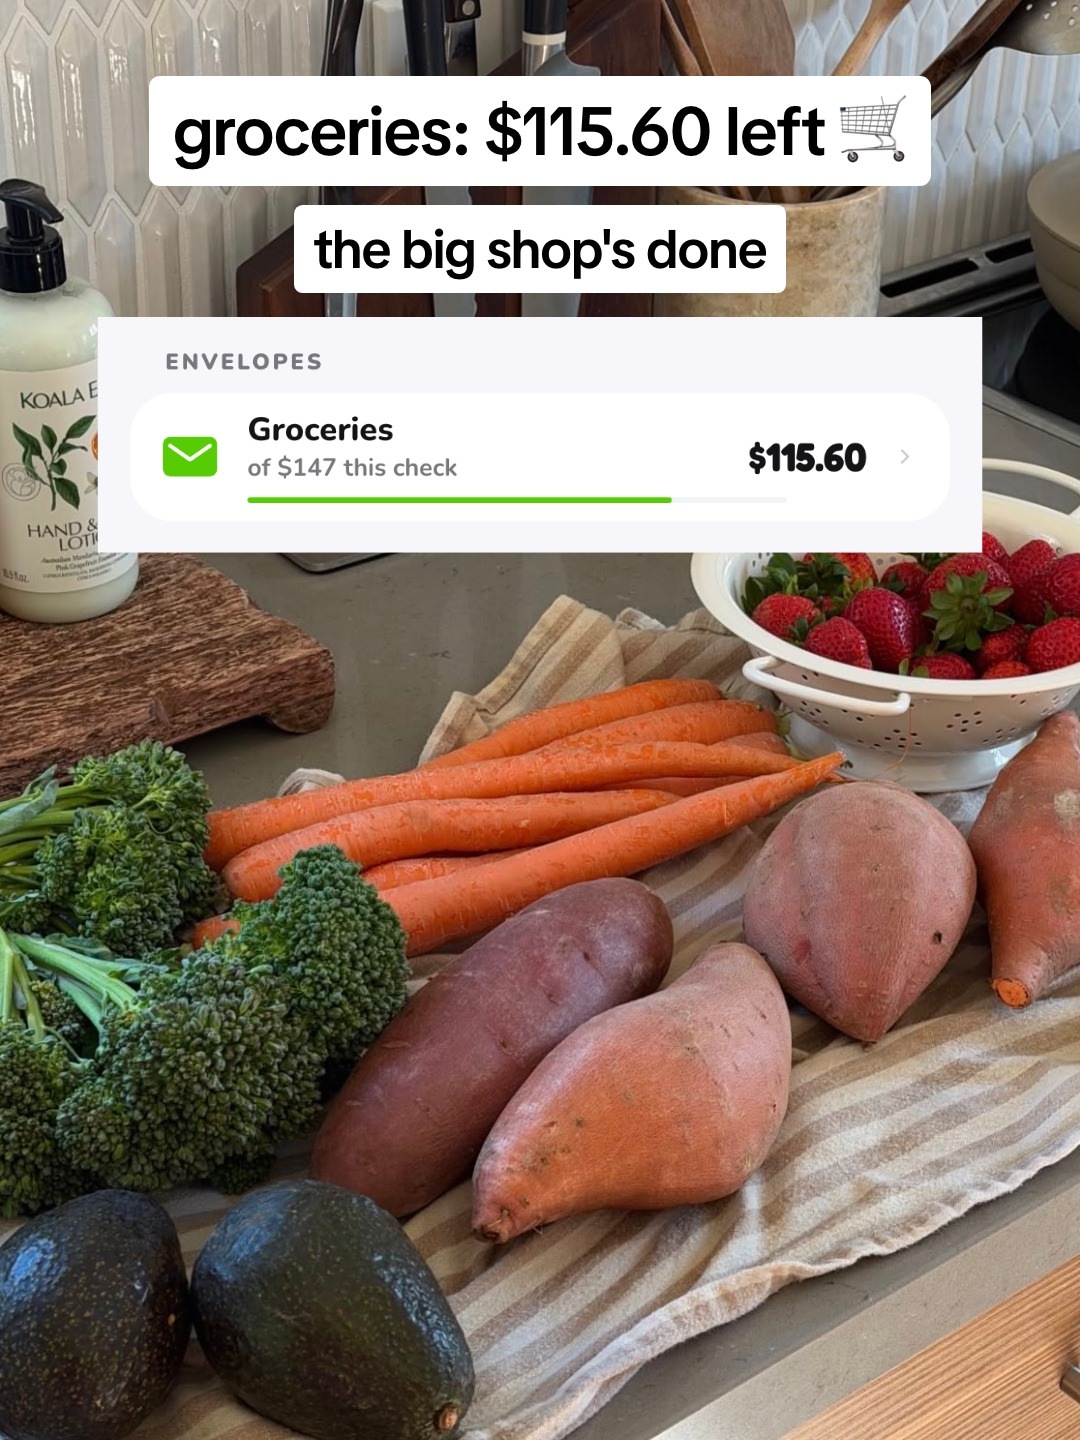 groceries: $115.60 left 🛒
the big shop's done
ENVELOPES
Groceries
of $147 this check
$115.60
KOALA E
HAND &
LOTI